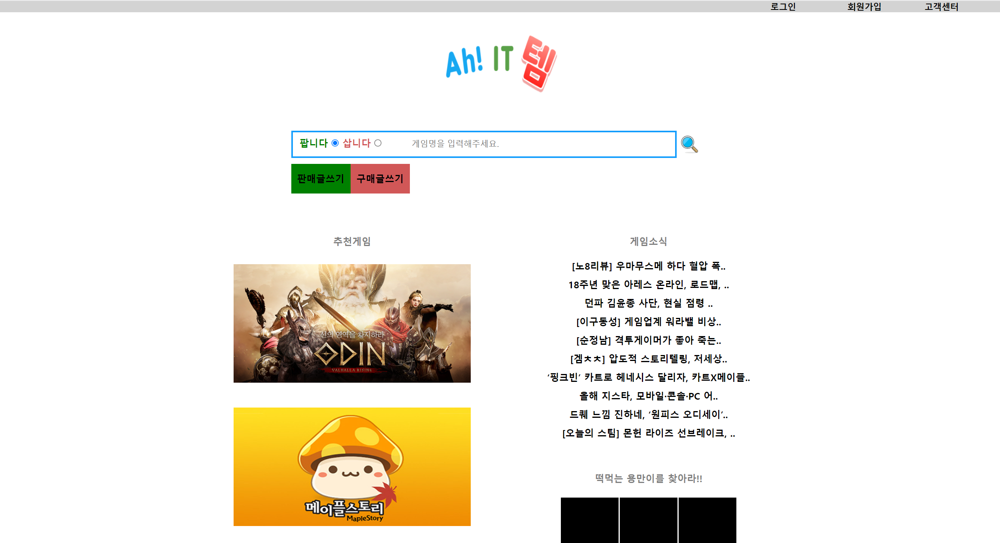 로그인 회원가입 고객센터
Ah! IT 템
팝니다 삽니다 게임명을 입력해주세요.
판매글쓰기 구매글쓰기
추천게임
신의 영역을 차지하라
ODIN
VALHALLA RISING
메이플스토리
MapleStory
게임소식
[노8리뷰] 우마무스메 하다 혈압 폭..
18주년 맞은 아레스 온라인, 로드맵, ..
던파 김윤종 사단, 현실 점령 ..
[이구동성] 게임업계 워라밸 비상..
[순정남] 격투게이머가 좋아 죽는..
[겜ㅊㅊ] 압도적 스토리텔링, 저세상..
‘핑크빈’ 카트로 헤네시스 달리자, 카트X메이플..
올해 지스타, 모바일·콘솔·PC 어..
드퀘 느낌 진하네, ‘원피스 오디세이’..
[오늘의 스팀] 몬헌 라이즈 선브레이크, ..
떡먹는 용만이를 찾아라!!